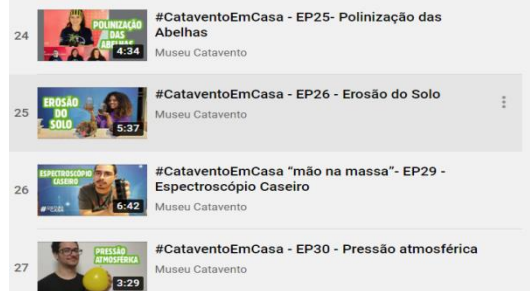 24
POLINIZAÇÃO
DAS
ABELHAS
4:34
#CataventoEmCasa - EP25- Polinização das
Abelhas
Museu Catavento
25
EROSÃO
DO
SOLO
5:37
#CataventoEmCasa - EP26 - Erosão do Solo
Museu Catavento
26
ESPECTROSCÓPIO
CASEIRO
6:42
#CataventoEmCasa “mão na massa”- EP29 -
Espectroscópio Caseiro
Museu Catavento
27
PRESSÃO
ATMOSFÉRICA
3:29
#CataventoEmCasa - EP30 - Pressão atmosférica
Museu Catavento